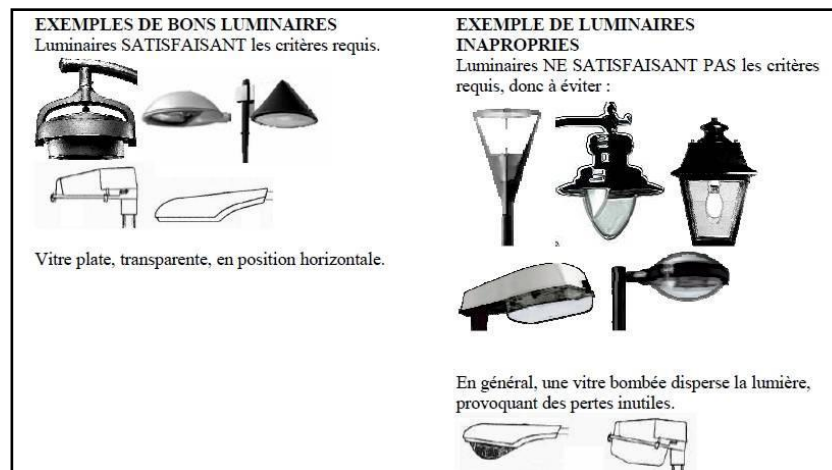 EXEMPLES DE BONS LUMINAIRES
Luminaires SATISFAISANT les critères requis.
Vitre plate, transparente, en position horizontale.
EXEMPLE DE LUMINAIRES
INAPROPRIES
Luminaires NE SATISFAISANT PAS les critères
requis, donc à éviter :
En général, une vitre bombée disperse la lumière,
provoquant des pertes inutiles.